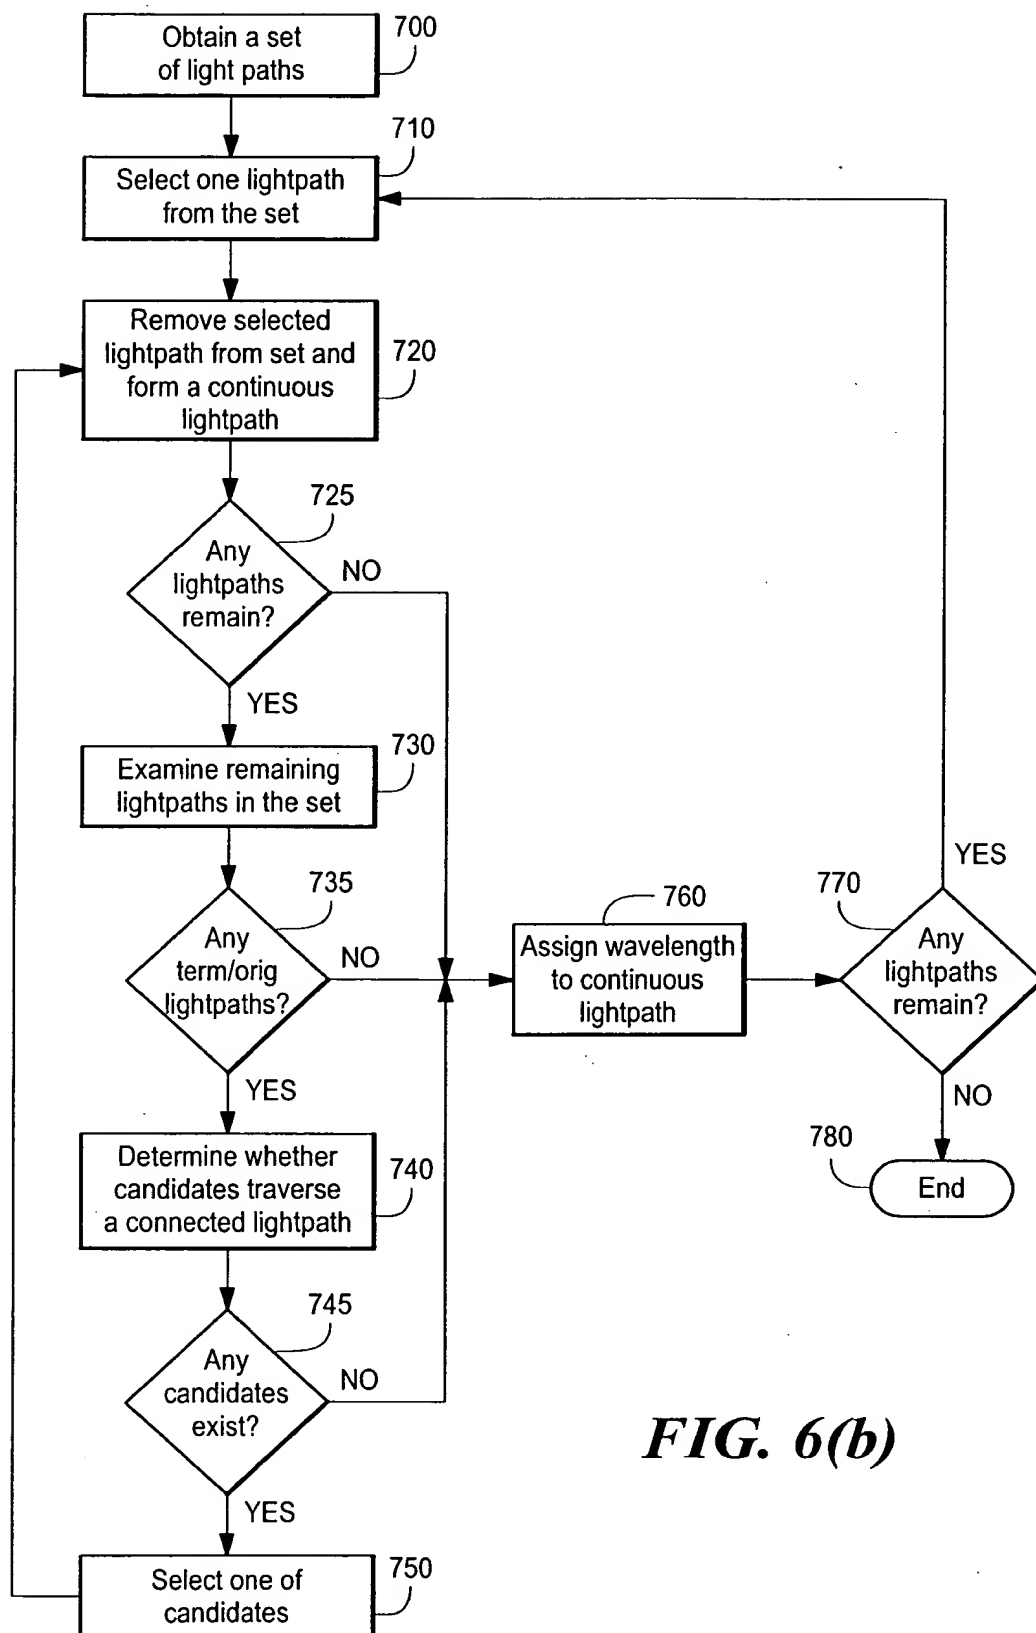 Obtain a set
of light paths
700
710
Select one lightpath
from the set
Remove selected
lightpath from set and
form a continuous
lightpath
720
725
Any
lightpaths
remain?
NO
YES
730
Examine remaining
lightpaths in the set
735
Any
term/orig
lightpaths?
NO
YES
760
Assign wavelength
to continuous
lightpath
770
Any
lightpaths
remain?
YES
NO
780
End
Determine whether
candidates traverse
a connected lightpath
740
745
Any
candidates
exist?
NO
YES
Select one of
candidates
750
FIG. 6(b)